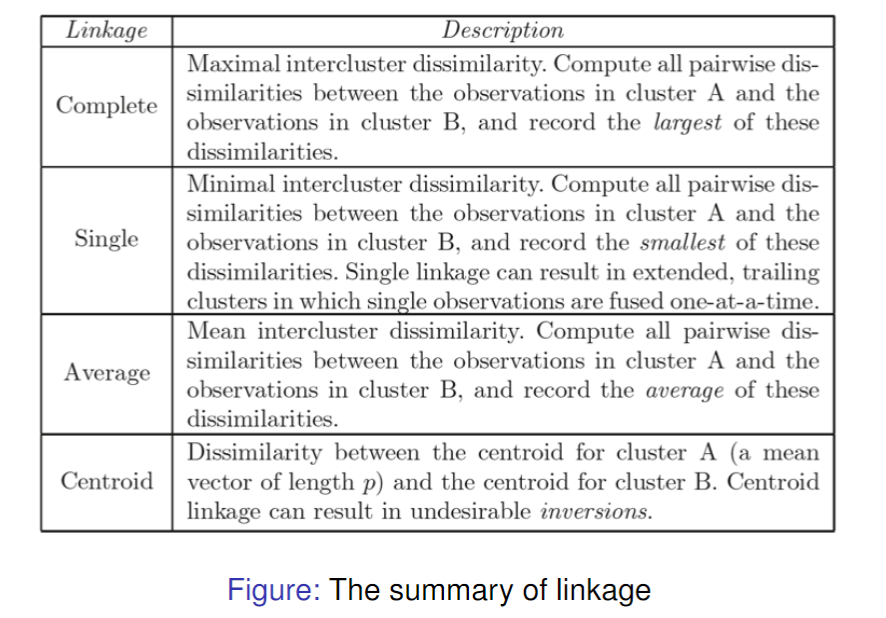 Linkage Description
Complete
Maximal intercluster dissimilarity. Compute all pairwise dis-
similarities between the observations in cluster A and the
observations in cluster B, and record the largest of these
dissimilarities.
Single
Minimal intercluster dissimilarity. Compute all pairwise dis-
similarities between the observations in cluster A and the
observations in cluster B, and record the smallest of these
dissimilarities. Single linkage can result in extended, trailing
clusters in which single observations are fused one-at-a-time.
Average
Mean intercluster dissimilarity. Compute all pairwise dis-
similarities between the observations in cluster A and the
observations in cluster B, and record the average of these
dissimilarities.
Centroid
Dissimilarity between the centroid for cluster A (a mean
vector of length p) and the centroid for cluster B. Centroid
linkage can result in undesirable inversions.
Figure: The summary of linkage